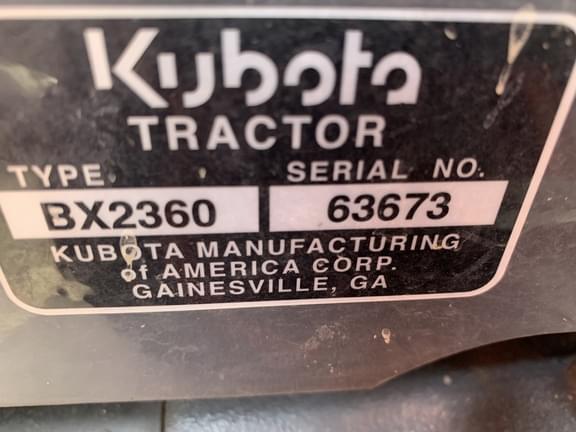 Kubota
TRACTOR
TYPE SERIAL NO.
BX2360 63673
KUBOTA MANUFACTURING
of AMERICA CORP.
GAINESVILLE, GA